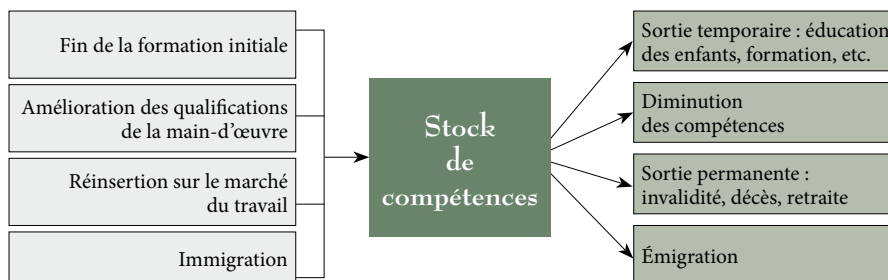 Fin de la formation initiale
Amélioration des qualifications
de la main-d'œuvre
Réinsertion sur le marché
du travail
Immigration
Stock
de
compétences
Sortie temporaire : éducation
des enfants, formation, etc.
Diminution
des compétences
Sortie permanente :
invalidité, décès, retraite
Émigration